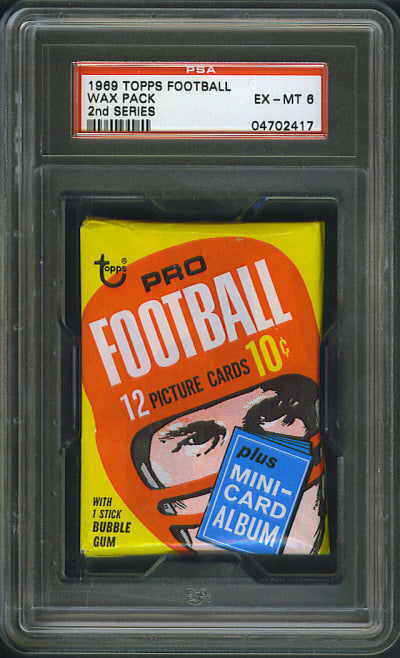 PSA
1969 TOPPS FOOTBALL
WAX PACK EX-MT 6
2nd SERIES 04702417
topps®
PRO
FOOTBALL
12 PICTURE CARDS 10¢
plus
MINI-
CARD
ALBUM
WITH
1 STICK
BUBBLE
GUM
PSA